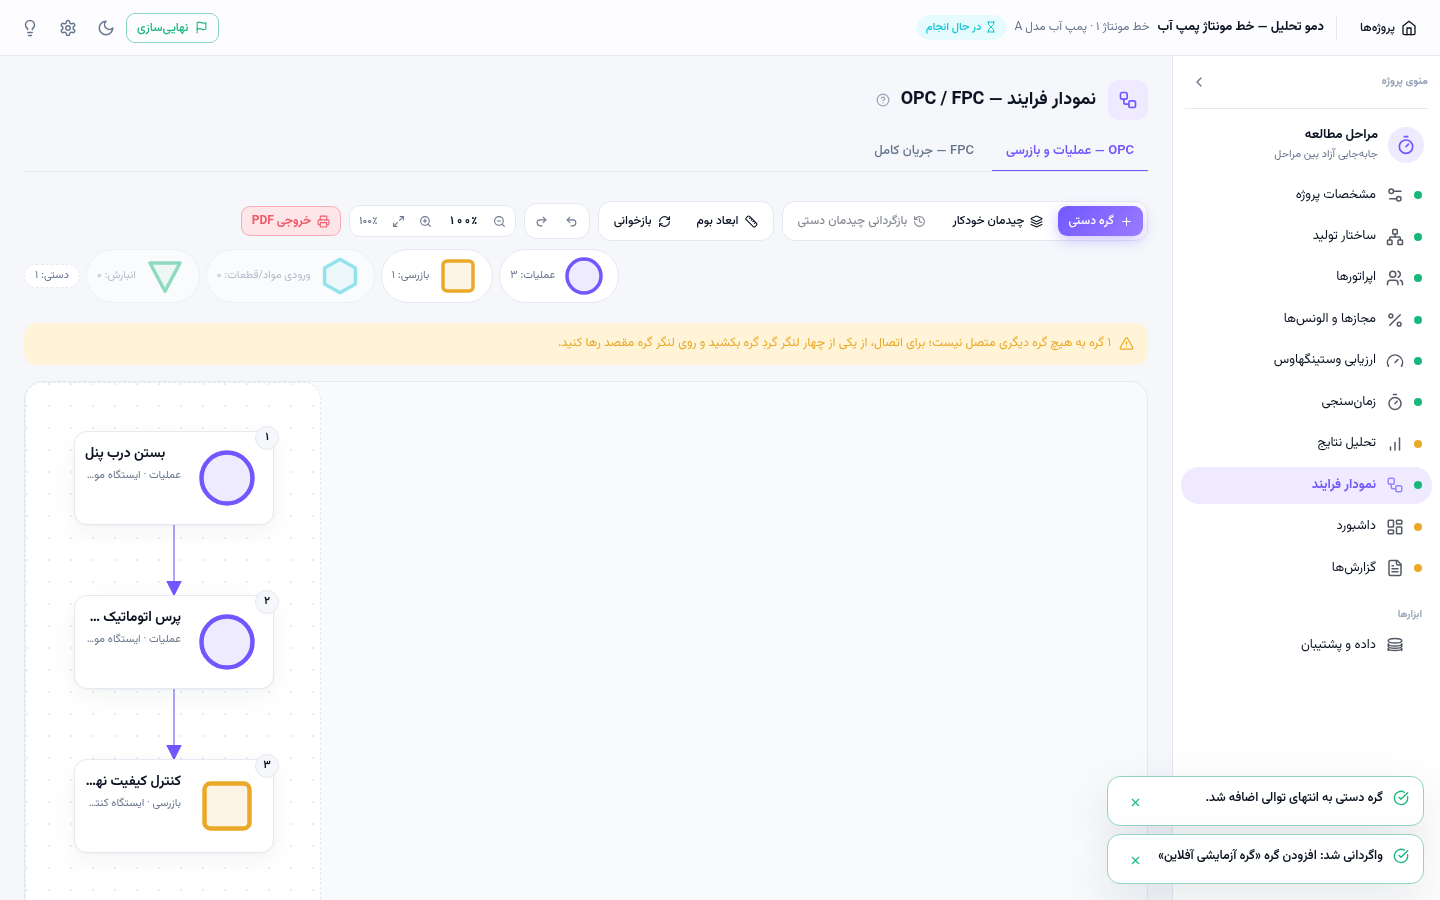 پروژه‌ها
دمو تحلیل — خط مونتاژ پمپ آب
خط مونتاژ ۱ · پمپ آب مدل A
در حال انجام
نهایی‌سازی
منوی پروژه
مراحل مطالعه
جابه‌جایی آزاد بین مراحل
مشخصات پروژه
ساختار تولید
اپراتورها
مجازها و الونس‌ها
ارزیابی وستینگهاوس
زمان‌سنجی
تحلیل نتایج
نمودار فرایند
داشبورد
گزارش‌ها
ابزارها
داده و پشتیبان
نمودار فرایند — OPC / FPC
OPC — عملیات و بازرسی
FPC — جریان کامل
گره دستی
چیدمان خودکار
بازگردانی چیدمان دستی
ابعاد بوم
بازخوانی
۱۰۰٪
۱۰۰٪
خروجی PDF
عملیات: ۳
بازرسی: ۱
ورودی مواد/قطعات: ۰
انبارش: ۰
دستی: ۱
۱ گره به هیچ گره دیگری متصل نیست؛ برای اتصال، از یکی از چهار لنگر گردِ گره بکشید و روی لنگر گره مقصد رها کنید.
۱
بستن درب پنل
عملیات · ایستگاه مو...
۲
پرس اتوماتیک ...
عملیات · ایستگاه مو...
۳
کنترل کیفیت نه...
بازرسی · ایستگاه کنت...
گره دستی به انتهای توالی اضافه شد.
واگردانی شد: افزودن گره «گره آزمایشی آفلاین»